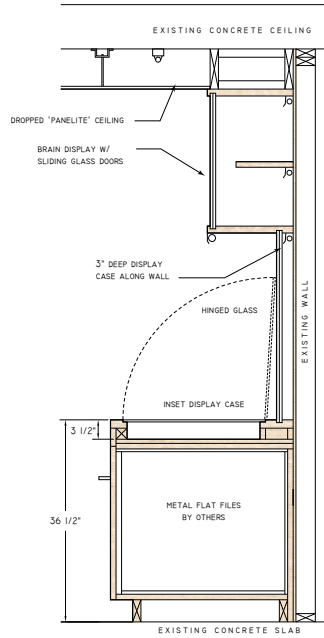 EXISTING CONCRETE CEILING
DROPPED 'PANELITE' CEILING
BRAIN DISPLAY W/
SLIDING GLASS DOORS
3" DEEP DISPLAY
CASE ALONG WALL
HINGED GLASS
EXISTING WALL
INSET DISPLAY CASE
3 1/2"
METAL FLAT FILES
BY OTHERS
36 1/2"
EXISTING CONCRETE SLAB